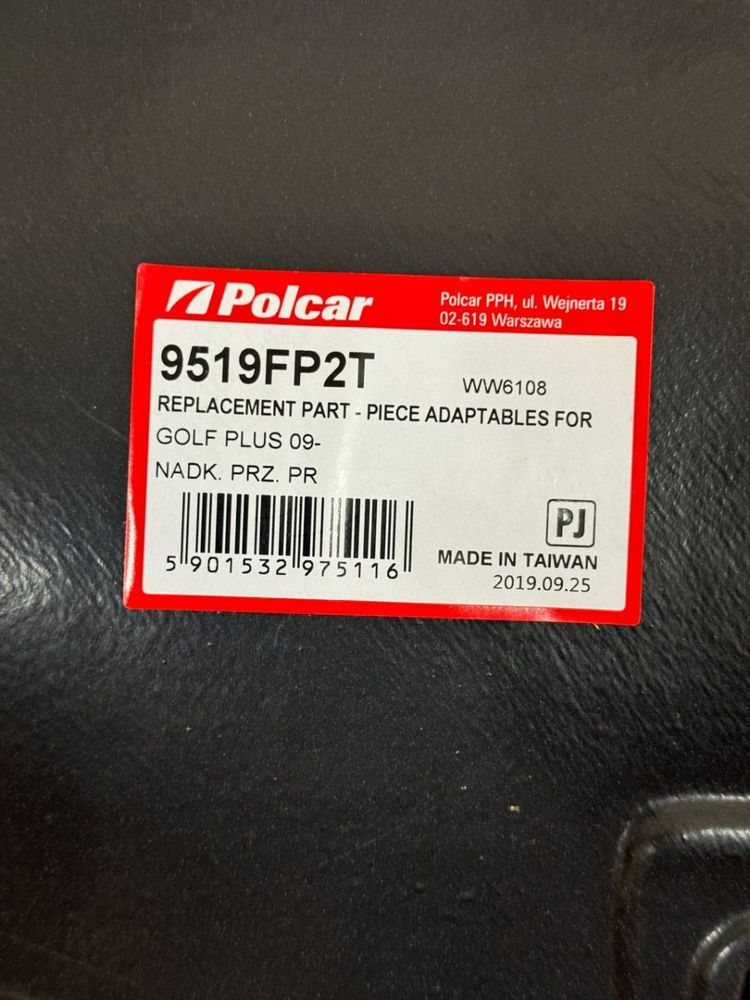 Polcar
Polcar PPH, ul. Wejnerta 19
02-619 Warszawa
9519FP2T
WW6108
REPLACEMENT PART - PIECE ADAPTABLES FOR
GOLF PLUS 09-
NADK. PRZ. PR
5 901532 975116
PJ
MADE IN TAIWAN
2019.09.25